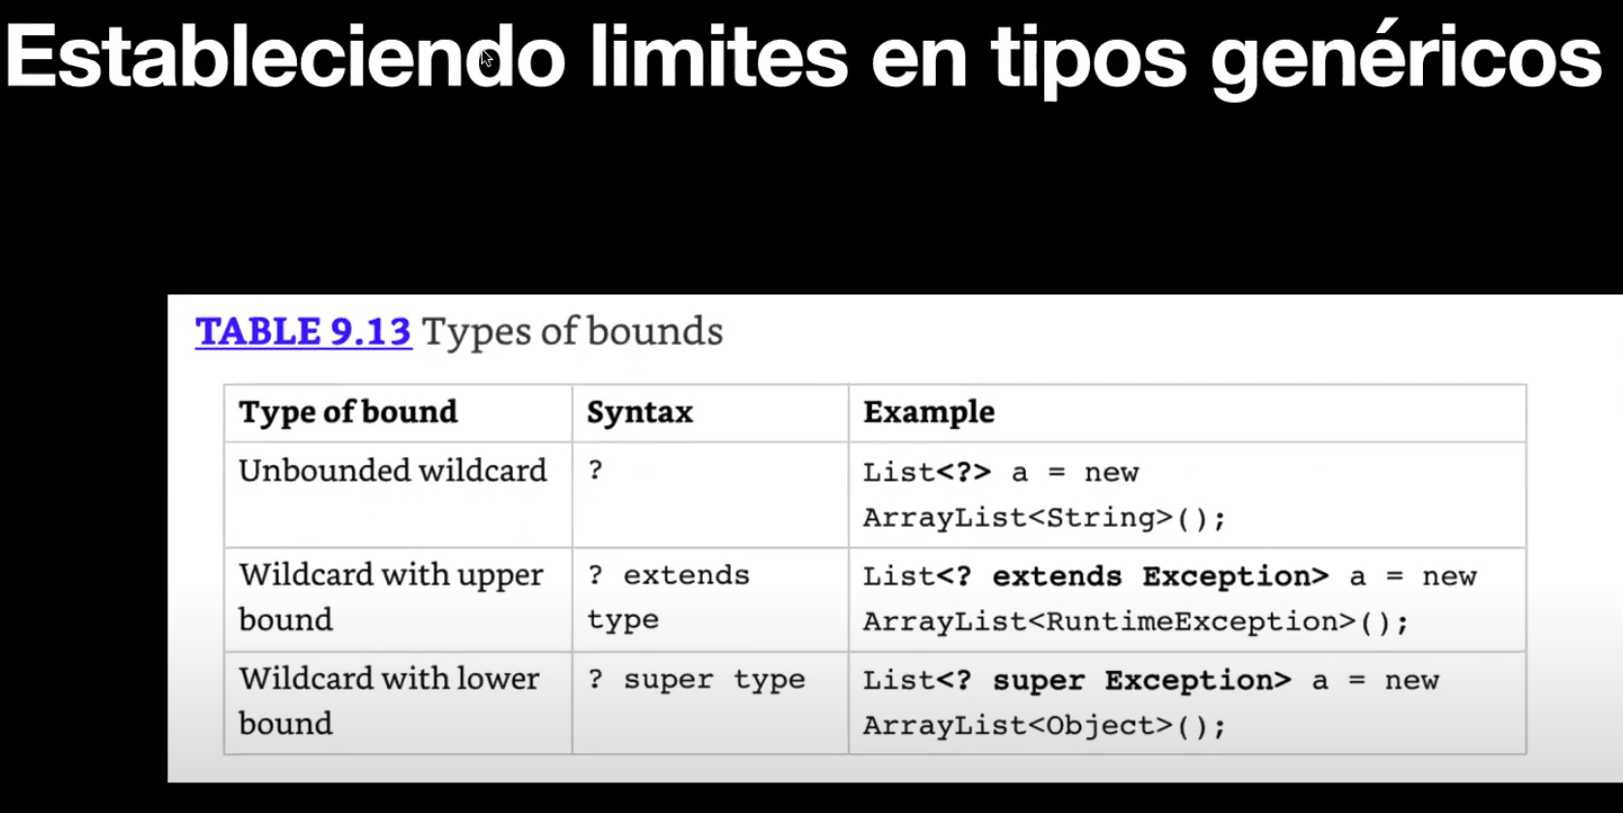 Estableciendo limites en tipos genéricos
TABLE 9.13 Types of bounds
Type of bound Syntax Example
Unbounded wildcard ? List<?> a = new
ArrayList<String>();
Wildcard with upper ? extends List<? extends Exception> a = new
bound type ArrayList<RuntimeException>();
Wildcard with lower ? super type List<? super Exception> a = new
bound ArrayList<Object>();